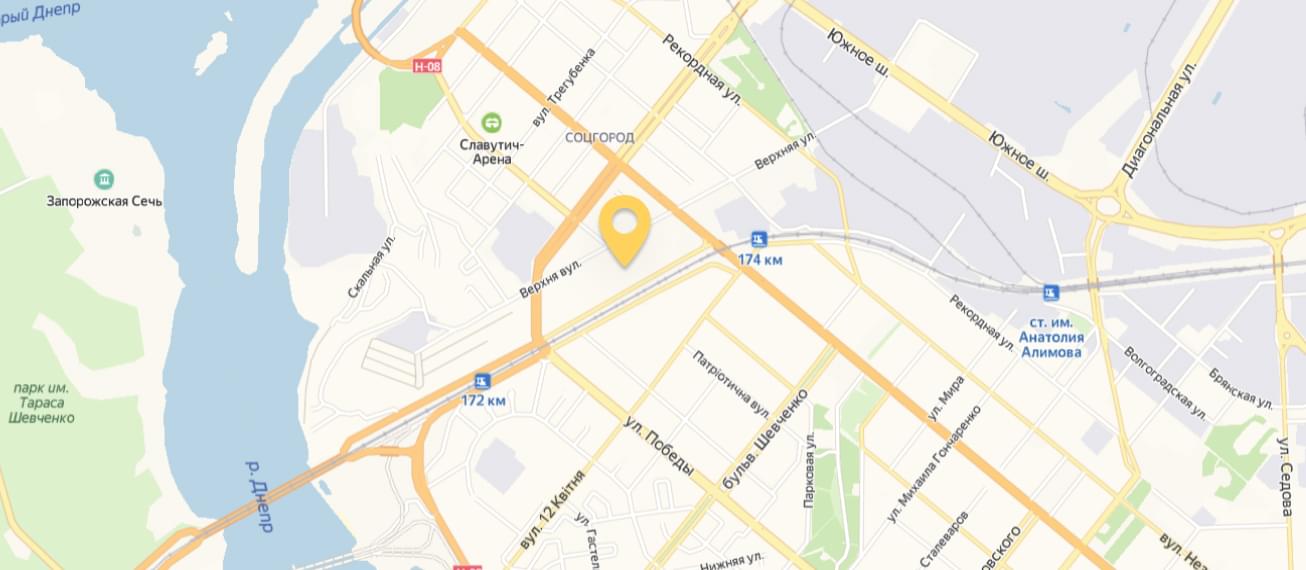 рый Днепр
Н-08
вул. Трегубенка
Рекордная ул.
Южное ш.
Диагональная ул.
Славутич-
Арена
СОЦГОРОД
Верхняя ул.
Южное ш.
Запорожская Сечь
Скальная ул.
Верхня вул.
174 км
ст. им.
Анатолия
Алимова
Рекордная ул.
Волгоградская ул.
Брянская ул.
172 км
Патріотична вул.
парк им.
Тараса
Шевченко
ул. Победы
бульв. Шевченко
Парковая ул.
ул. Мира
ул. Михаила Гончаренко
ул. Седова
р. Днепр
вул. 12 Квітня
ул. Гастел
Нижняя ул.
Сталеваров
овского
вул. Нез